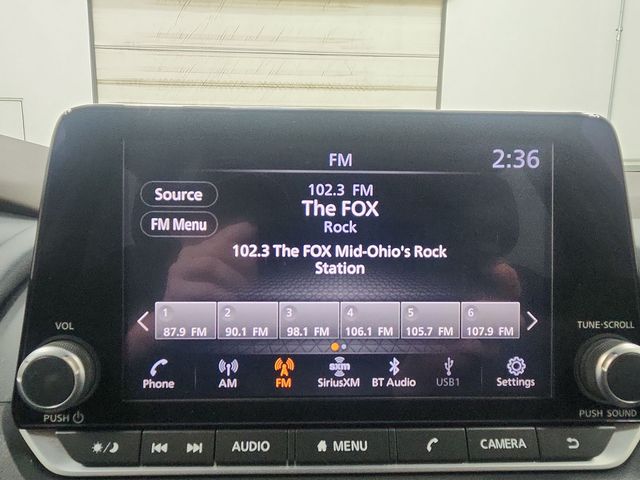 FM
2:36
Source
102.3 FM
The FOX
FM Menu
Rock
102.3 The FOX Mid-Ohio's Rock
Station
1 2 3 4 5 6
87.9 FM 90.1 FM 98.1 FM 106.1 FM 105.7 FM 107.9 FM
VOL
TUNE·SCROLL
sxm
Phone AM FM SiriusXM BT Audio USB1 Settings
PUSH
PUSH SOUND
AUDIO MENU CAMERA